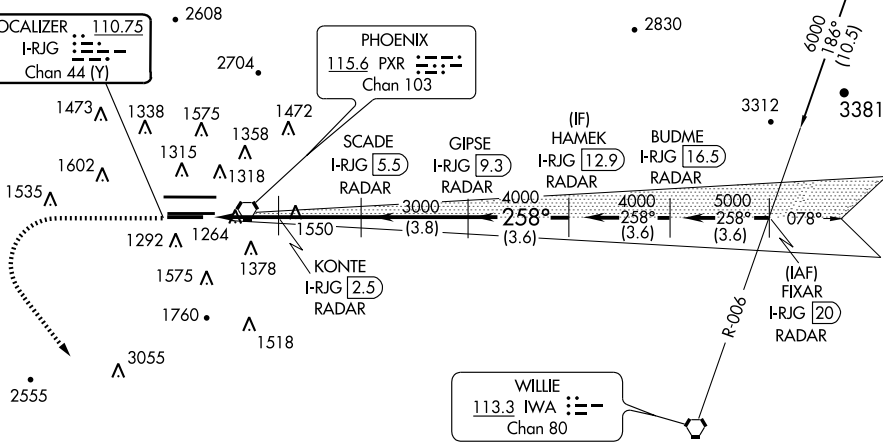 OCALIZER 110.75
I-RJG
Chan 44 (Y)
2608
2704
PHOENIX
115.6 PXR
Chan 103
2830
6000
186°
(10.5)
3312
3381
1473
1338
1575
1358
1472
1315
1318
1602
1535
SCADE
I-RJG 5.5
RADAR
GIPSE
I-RJG 9.3
RADAR
(IF)
HAMEK
I-RJG 12.9
RADAR
BUDME
I-RJG 16.5
RADAR
3000
(3.8)
4000
258°
(3.6)
4000
258°
(3.6)
5000
258°
(3.6)
078°
1292
1264
1550
1378
1575
1760
1518
3055
2555
KONTE
I-RJG 2.5
RADAR
(IAF)
FIXAR
I-RJG 20
RADAR
R-006
WILLIE
113.3 IWA
Chan 80